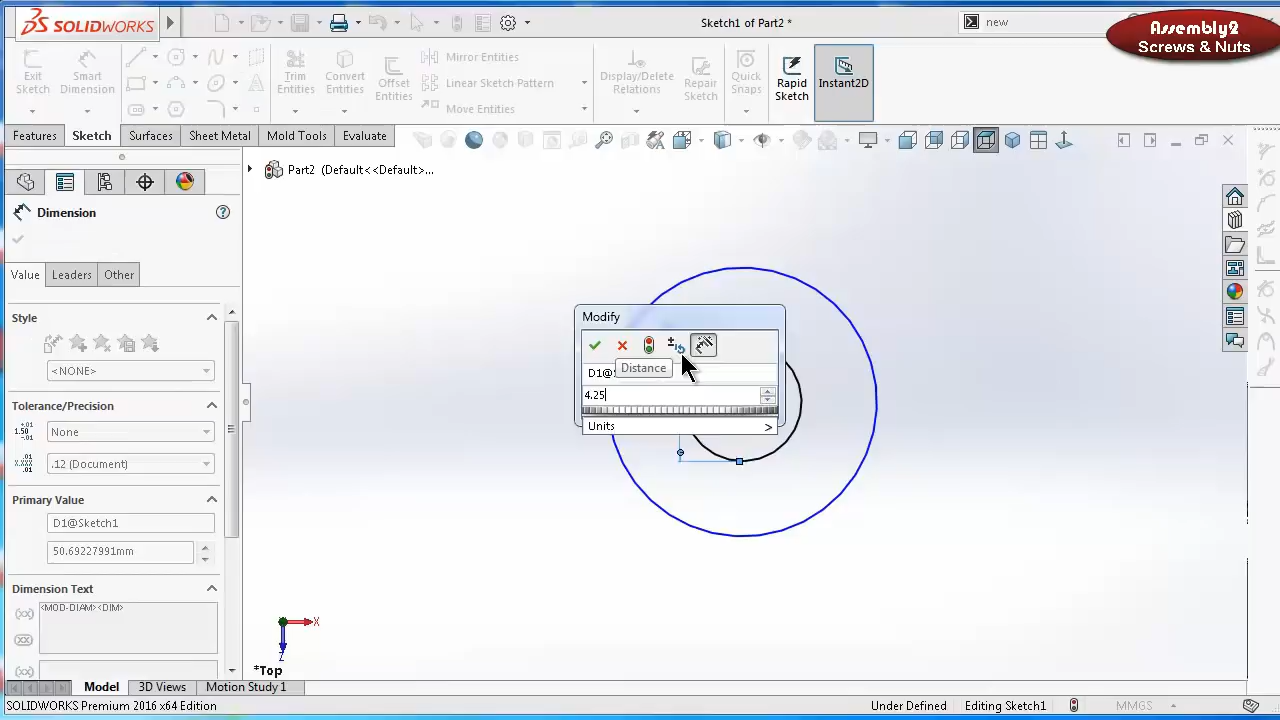 SOLIDWORKS
Sketch1 of Part2 *
new
Assembly2
Screws & Nuts
Exit Sketch
Smart Dimension
Trim Entities
Convert Entities
Offset Entities
Mirror Entities
Linear Sketch Pattern
Move Entities
Display/Delete Relations
Repair Sketch
Quick Snaps
Rapid Sketch
Instant2D
Features
Sketch
Surfaces
Sheet Metal
Mold Tools
Evaluate
Part2 (Default<<Default>...
Dimension
Value
Leaders
Other
Style
<NONE>
Tolerance/Precision
None
.12 (Document)
Primary Value
D1@Sketch1
50.69227991mm
Dimension Text
<MOD-DIAM><DIM>
Modify
Distance
4.25
Units
X
Z
*Top
Model
3D Views
Motion Study 1
SOLIDWORKS Premium 2016 x64 Edition
Under Defined
Editing Sketch1
MMGS